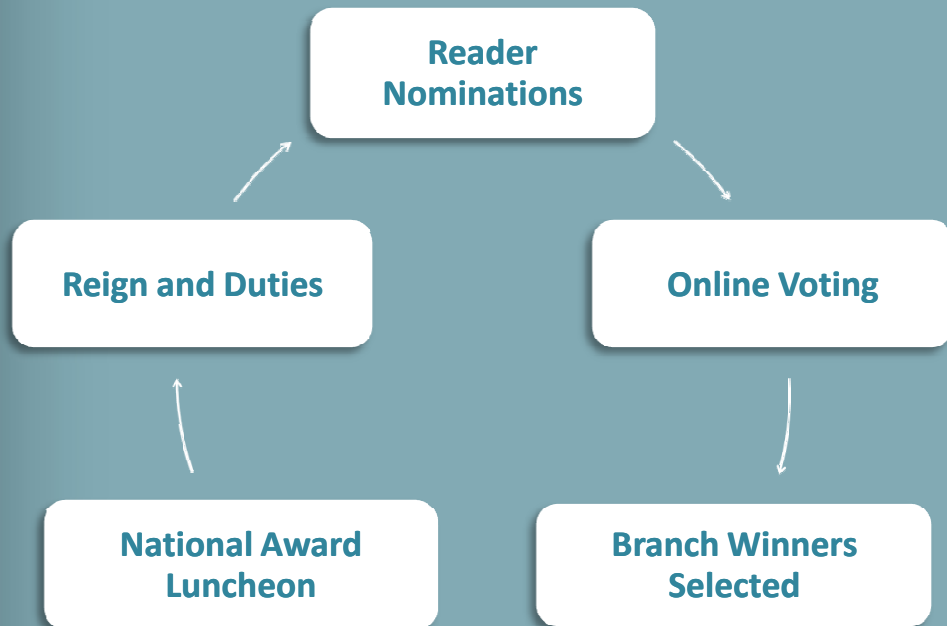 Reader
Nominations
Reign and Duties
Online Voting
National Award
Luncheon
Branch Winners
Selected